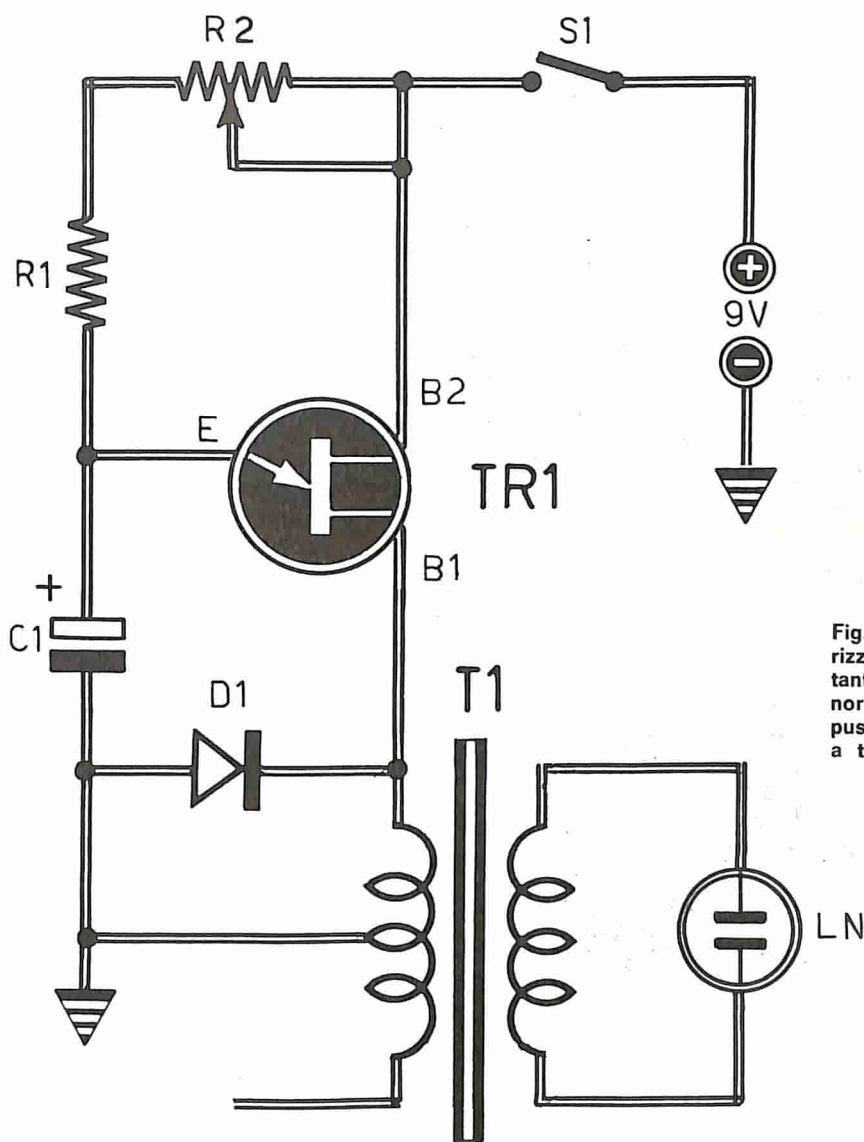 R2
S1
R1
+
9V
−
E
B2
TR1
B1
+
C1
D1
T1
LN
Fig.
rizz
tant
nor
pus
a t